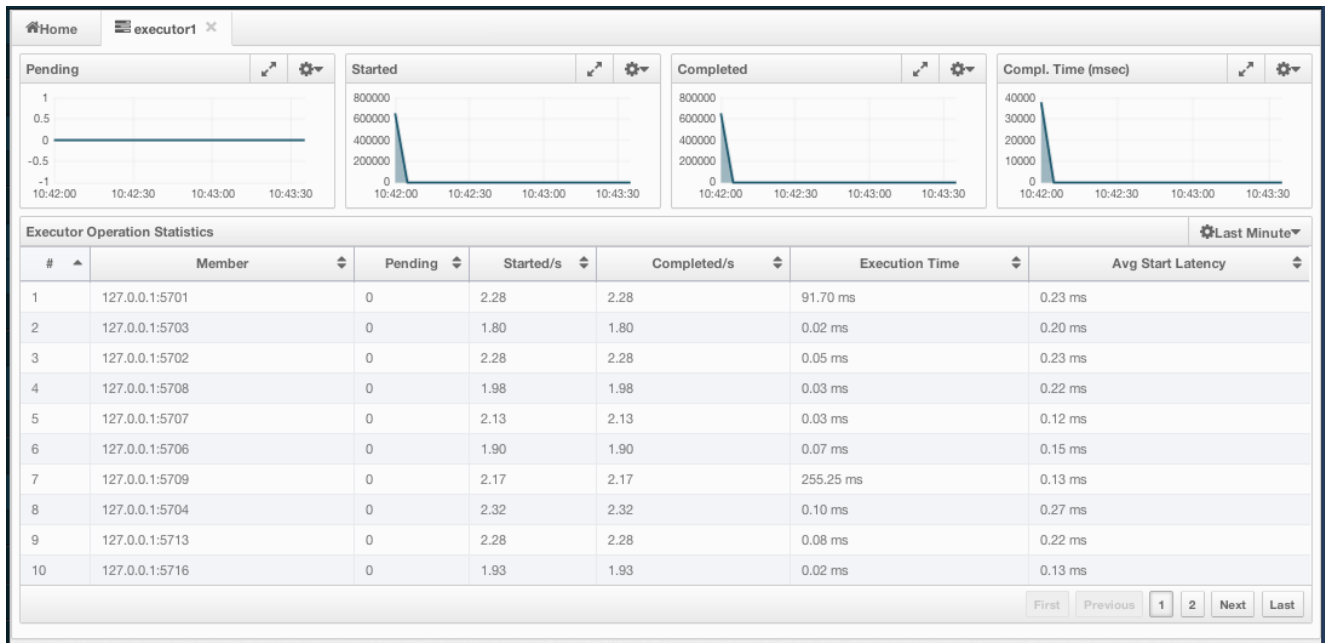 Home executor1
Pending Started Completed Compl. Time (msec)
1
0.5
0
-0.5
-1
10:42:00 10:42:30 10:43:00 10:43:30
800000
600000
400000
200000
0
10:42:00 10:42:30 10:43:00 10:43:30
800000
600000
400000
200000
0
10:42:00 10:42:30 10:43:00 10:43:30
40000
30000
20000
10000
0
10:42:00 10:42:30 10:43:00 10:43:30
Executor Operation Statistics Last Minute
# Member Pending Started/s Completed/s Execution Time Avg Start Latency
1 127.0.0.1:5701 0 2.28 2.28 91.70 ms 0.23 ms
2 127.0.0.1:5703 0 1.80 1.80 0.02 ms 0.20 ms
3 127.0.0.1:5702 0 2.28 2.28 0.05 ms 0.23 ms
4 127.0.0.1:5708 0 1.98 1.98 0.03 ms 0.22 ms
5 127.0.0.1:5707 0 2.13 2.13 0.03 ms 0.12 ms
6 127.0.0.1:5706 0 1.90 1.90 0.07 ms 0.15 ms
7 127.0.0.1:5709 0 2.17 2.17 255.25 ms 0.13 ms
8 127.0.0.1:5704 0 2.32 2.32 0.10 ms 0.27 ms
9 127.0.0.1:5713 0 2.28 2.28 0.08 ms 0.22 ms
10 127.0.0.1:5716 0 1.93 1.93 0.02 ms 0.13 ms
First Previous 1 2 Next Last